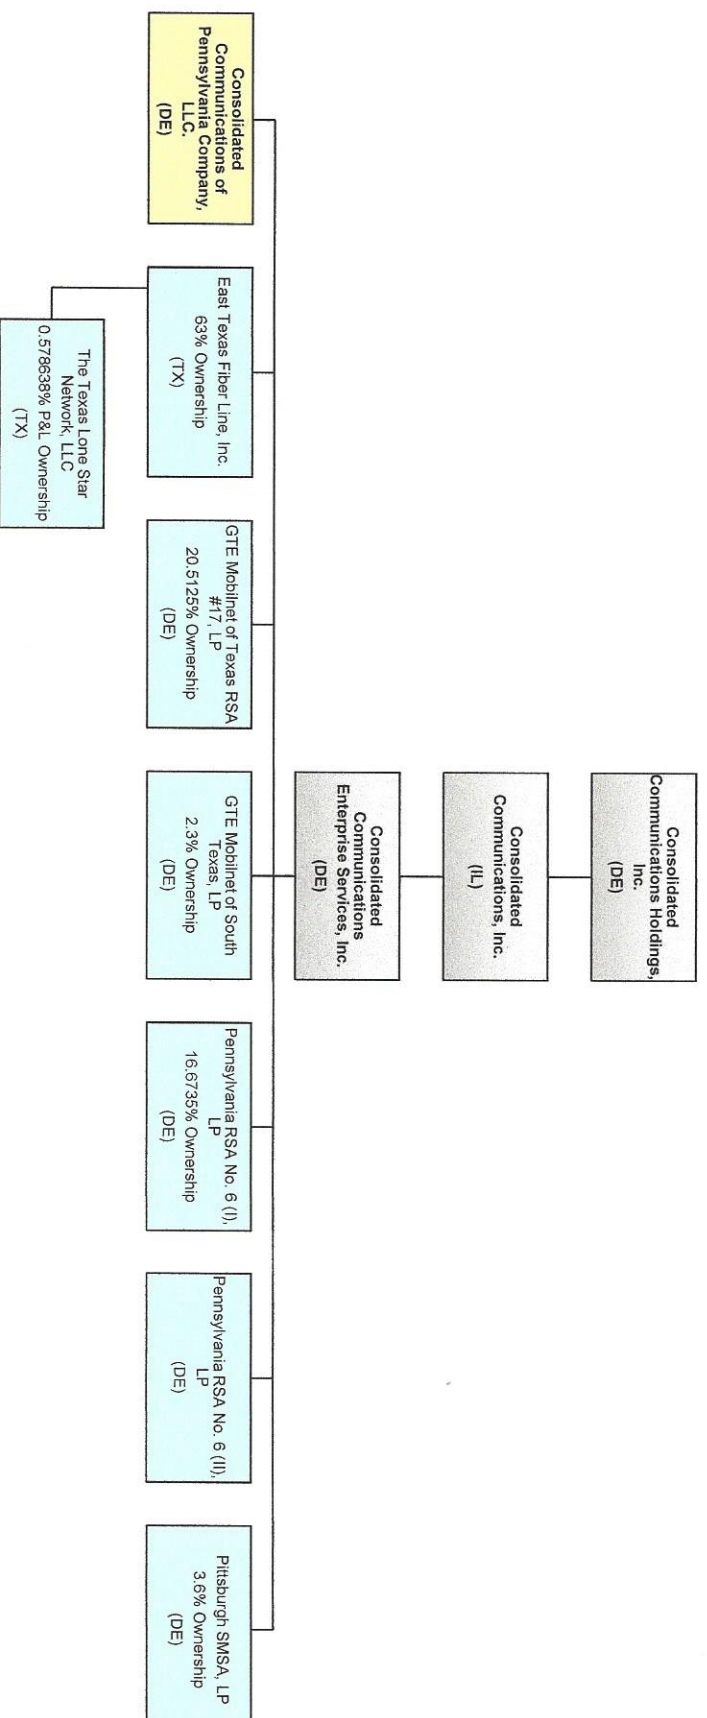 Consolidated
Communications Holdings,
Inc.
(DE)
Consolidated
Communications, Inc.
(IL)
Consolidated
Communications
Enterprise Services, Inc.
(DE)
Consolidated
Communications of
Pennsylvania Company,
LLC.
(DE)
East Texas Fiber Line, Inc.
63% Ownership
(TX)
GTE Mobilnet of Texas RSA
#17, LP
20.5125% Ownership
(DE)
GTE Mobilnet of South
Texas, LP
2.3% Ownership
(DE)
Pennsylvania RSA No. 6 (I),
LP
16.6735% Ownership
(DE)
Pennsylvania RSA No. 6 (II),
LP
(DE)
Pittsburgh SMSA, LP
3.6% Ownership
(DE)
The Texas Lone Star
Network, LLC
0.578638% P&L Ownership
(TX)